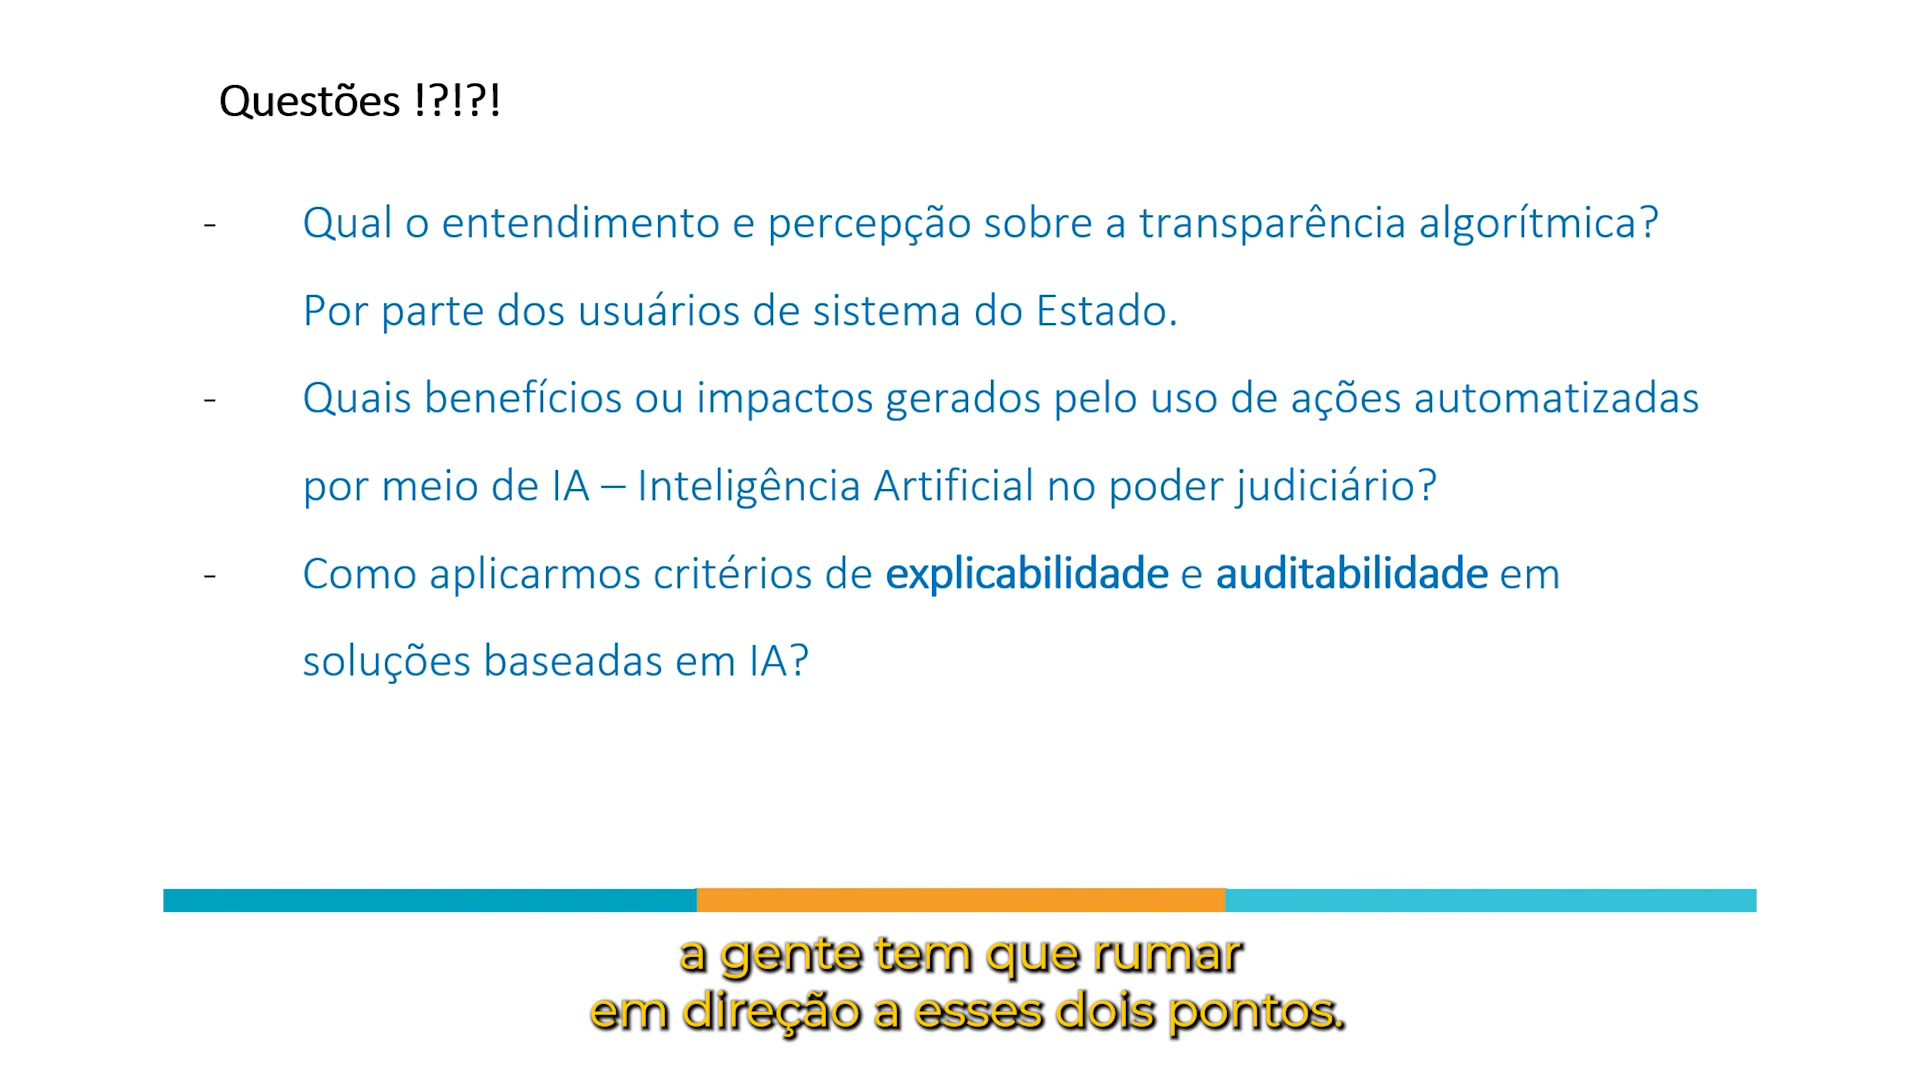 Questões !?!?!
- Qual o entendimento e percepção sobre a transparência algorítmica?
Por parte dos usuários de sistema do Estado.
- Quais benefícios ou impactos gerados pelo uso de ações automatizadas
por meio de IA – Inteligência Artificial no poder judiciário?
- Como aplicarmos critérios de explicabilidade e auditabilidade em
soluções baseadas em IA?
a gente tem que rumar
em direção a esses dois pontos.